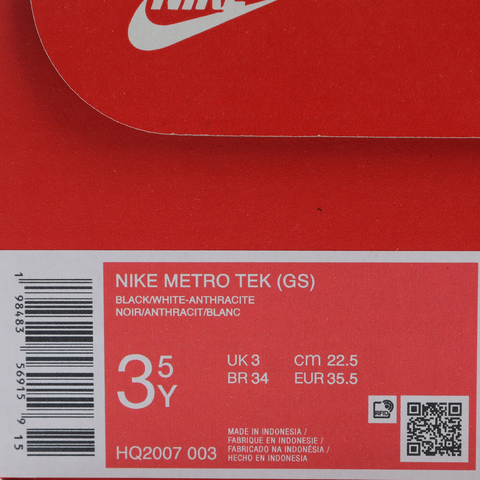 NIKE
NIKE METRO TEK (GS)
BLACK/WHITE-ANTHRACITE
NOIR/ANTHRACIT/BLANC
3 5Y
UK 3 cm 22.5
BR 34 EUR 35.5
HQ2007 003
MADE IN INDONESIA /
FABRIQUE EN INDONESIE /
FABRICADO NA INDONÉSIA /
HECHO EN INDONESIA
RFID
1 98483 56915 9 15